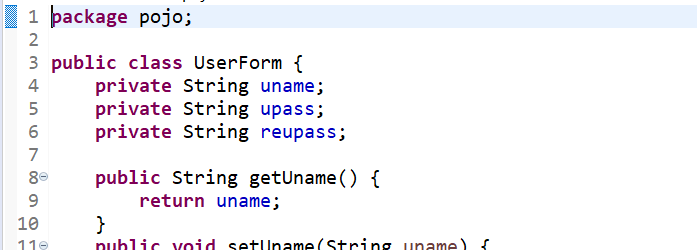 1 package pojo;
2
3 public class UserForm {
4 private String uname;
5 private String upass;
6 private String reupass;
7
8 public String getUname() {
9 return uname;
10 }
11 public void setUname(String uname) {